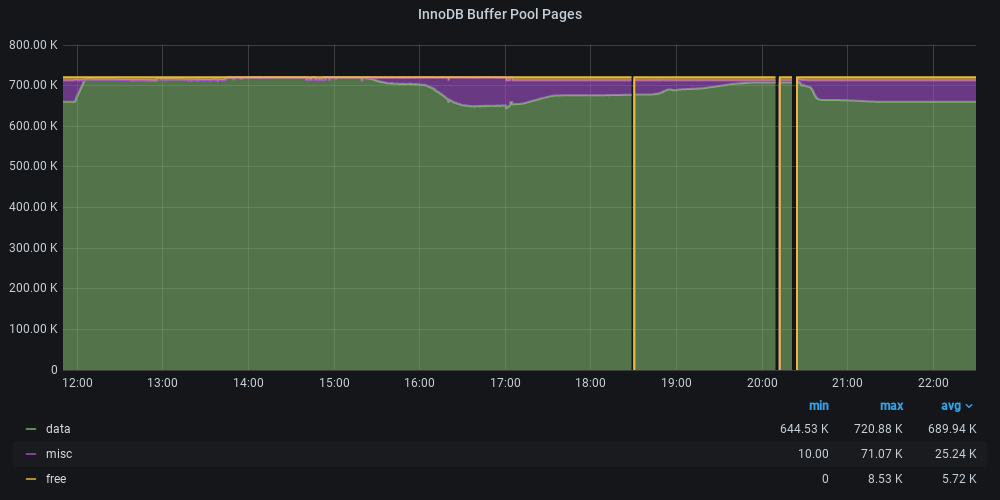 InnoDB Buffer Pool Pages
800.00 K
700.00 K
600.00 K
500.00 K
400.00 K
300.00 K
200.00 K
100.00 K
0
12:00 13:00 14:00 15:00 16:00 17:00 18:00 19:00 20:00 21:00 22:00
min max avg
data 644.53 K 720.88 K 689.94 K
misc 10.00 71.07 K 25.24 K
free 0 8.53 K 5.72 K